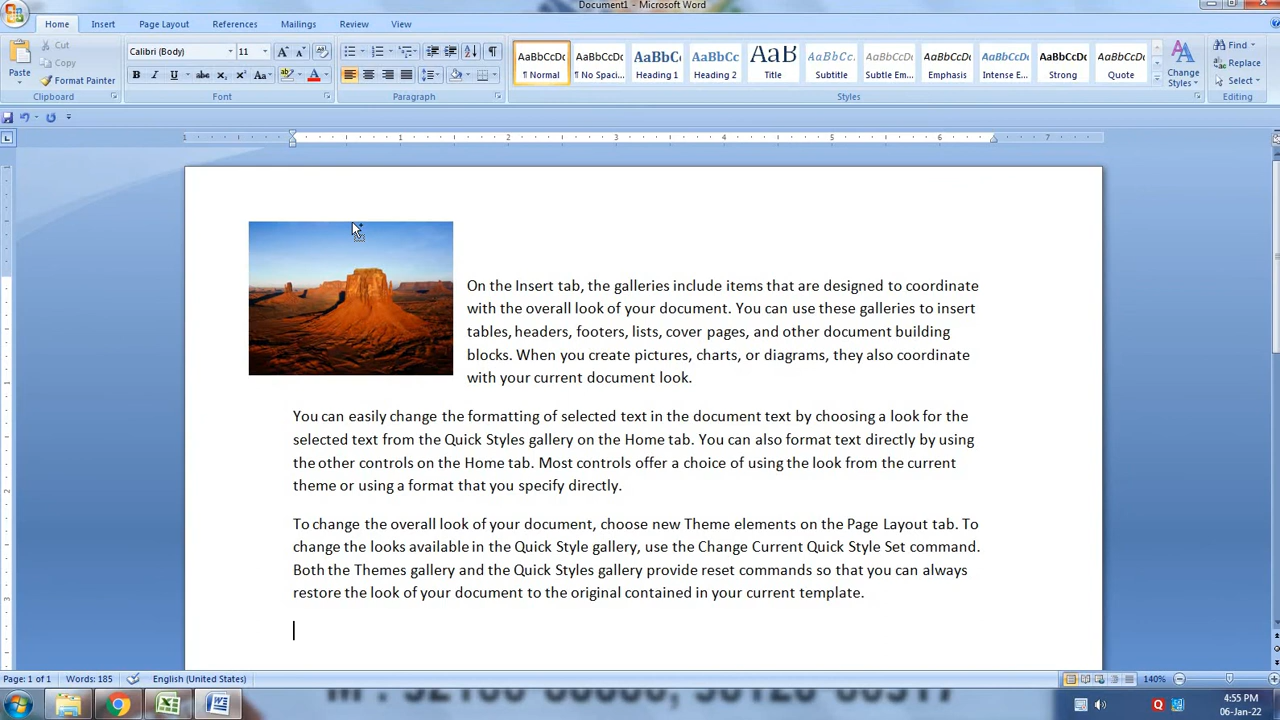 Document1 - Microsoft Word
Home Insert Page Layout References Mailings Review View
Paste
Cut
Copy
Format Painter
Clipboard
Calibri (Body) 11
B I U abc x₂ x² Aa
Font
Paragraph
AaBbCcDc AaBbCcDc AaBbC AaBbCc AaB AaBbCc. AaBbCcDt AaBbCcDt AaBbCcDt AaBbCcDc AaBbCcDt
¶ Normal ¶ No Spaci... Heading 1 Heading 2 Title Subtitle Subtle Em... Emphasis Intense E... Strong Quote
Change
Styles
Styles
Find
Replace
Select
Editing
1 1 2 3 4 5 6 7
On the Insert tab, the galleries include items that are designed to coordinate
with the overall look of your document. You can use these galleries to insert
tables, headers, footers, lists, cover pages, and other document building
blocks. When you create pictures, charts, or diagrams, they also coordinate
with your current document look.
You can easily change the formatting of selected text in the document text by choosing a look for the
selected text from the Quick Styles gallery on the Home tab. You can also format text directly by using
the other controls on the Home tab. Most controls offer a choice of using the look from the current
theme or using a format that you specify directly.
To change the overall look of your document, choose new Theme elements on the Page Layout tab. To
change the looks available in the Quick Style gallery, use the Change Current Quick Style Set command.
Both the Themes gallery and the Quick Styles gallery provide reset commands so that you can always
restore the look of your document to the original contained in your current template.
Page: 1 of 1 Words: 185 English (United States) 140%
4:55 PM
06-Jan-22